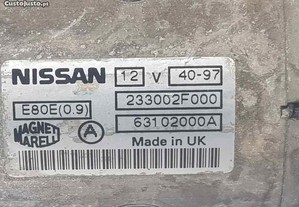 CustoJusto.pt
NISSAN 12 V 40-97
E80E(0.9) 233002F000
MAGNETI MARELLI A 63102000A
Made in UK